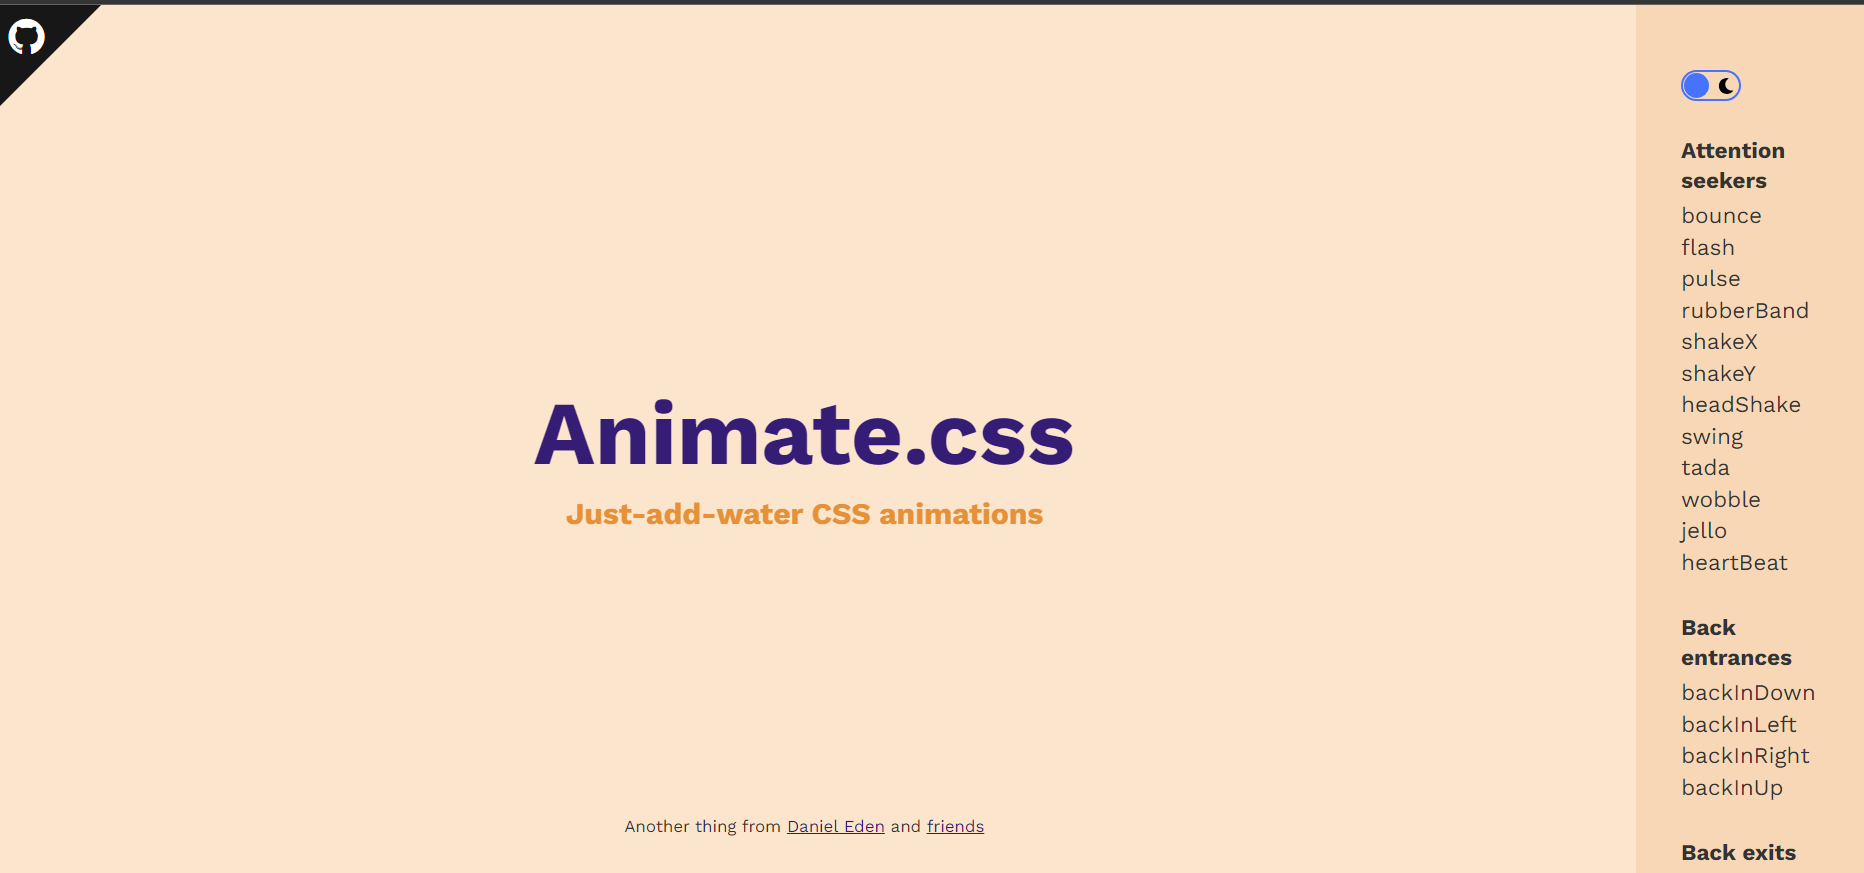 Animate.css
Just-add-water CSS animations
Another thing from Daniel Eden and friends
Attention
seekers
bounce
flash
pulse
rubberBand
shakeX
shakeY
headShake
swing
tada
wobble
jello
heartBeat
Back
entrances
backInDown
backInLeft
backInRight
backInUp
Back exits